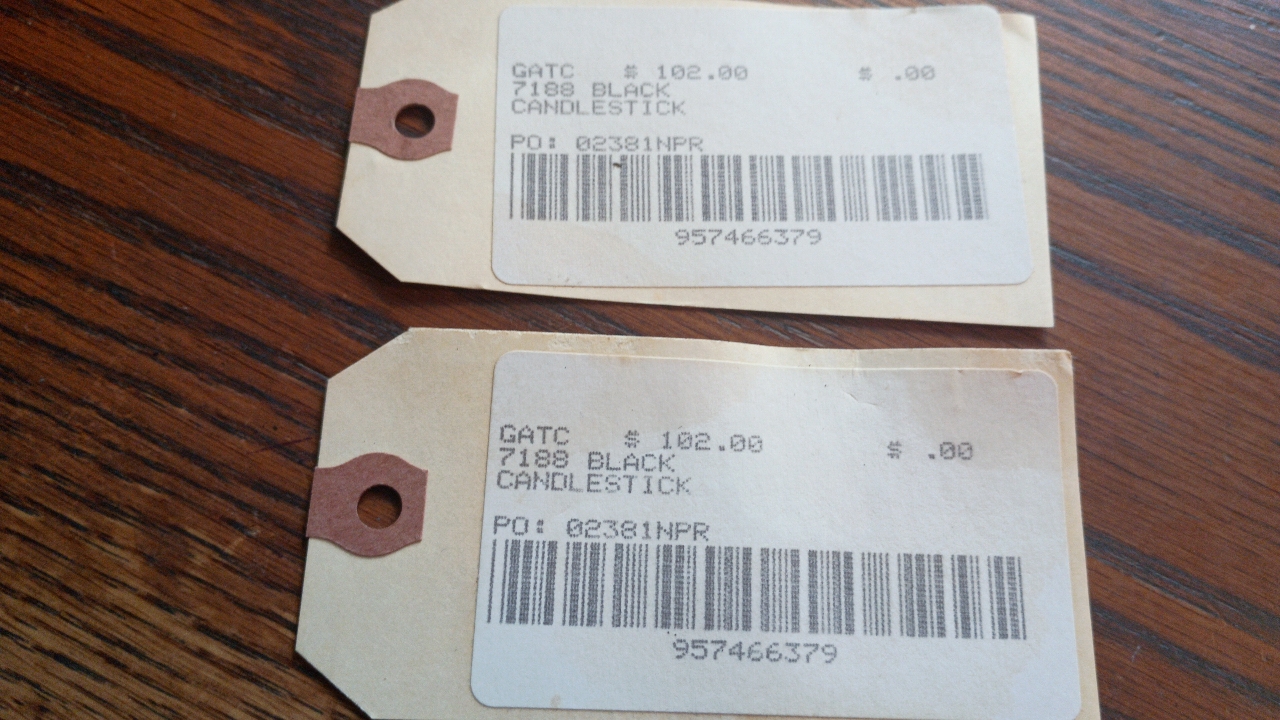 GATC $ 102.00 $ .00
7188 BLACK
CANDLESTICK
PO: 02381NPR
957466379
GATC $ 102.00 $ .00
7188 BLACK
CANDLESTICK
PO: 02381NPR
957466379